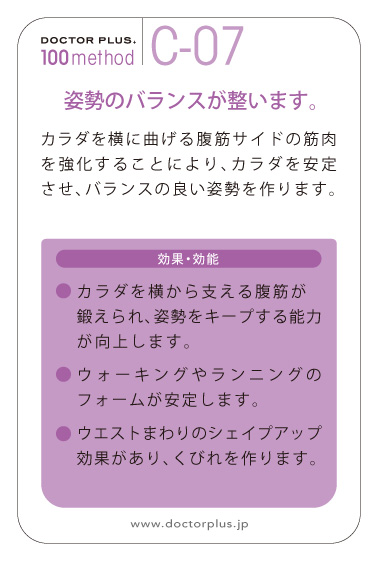 DOCTOR PLUS.
100method
C-07
姿勢のバランスが整います。
カラダを横に曲げる腹筋サイドの筋肉
を強化することにより、カラダを安定
させ、バランスの良い姿勢を作ります。
効果・効能
● カラダを横から支える腹筋が
鍛えられ、姿勢をキープする能力
が向上します。
● ウォーキングやランニングの
フォームが安定します。
● ウエストまわりのシェイプアップ
効果があり、くびれを作ります。
www.doctorplus.jp